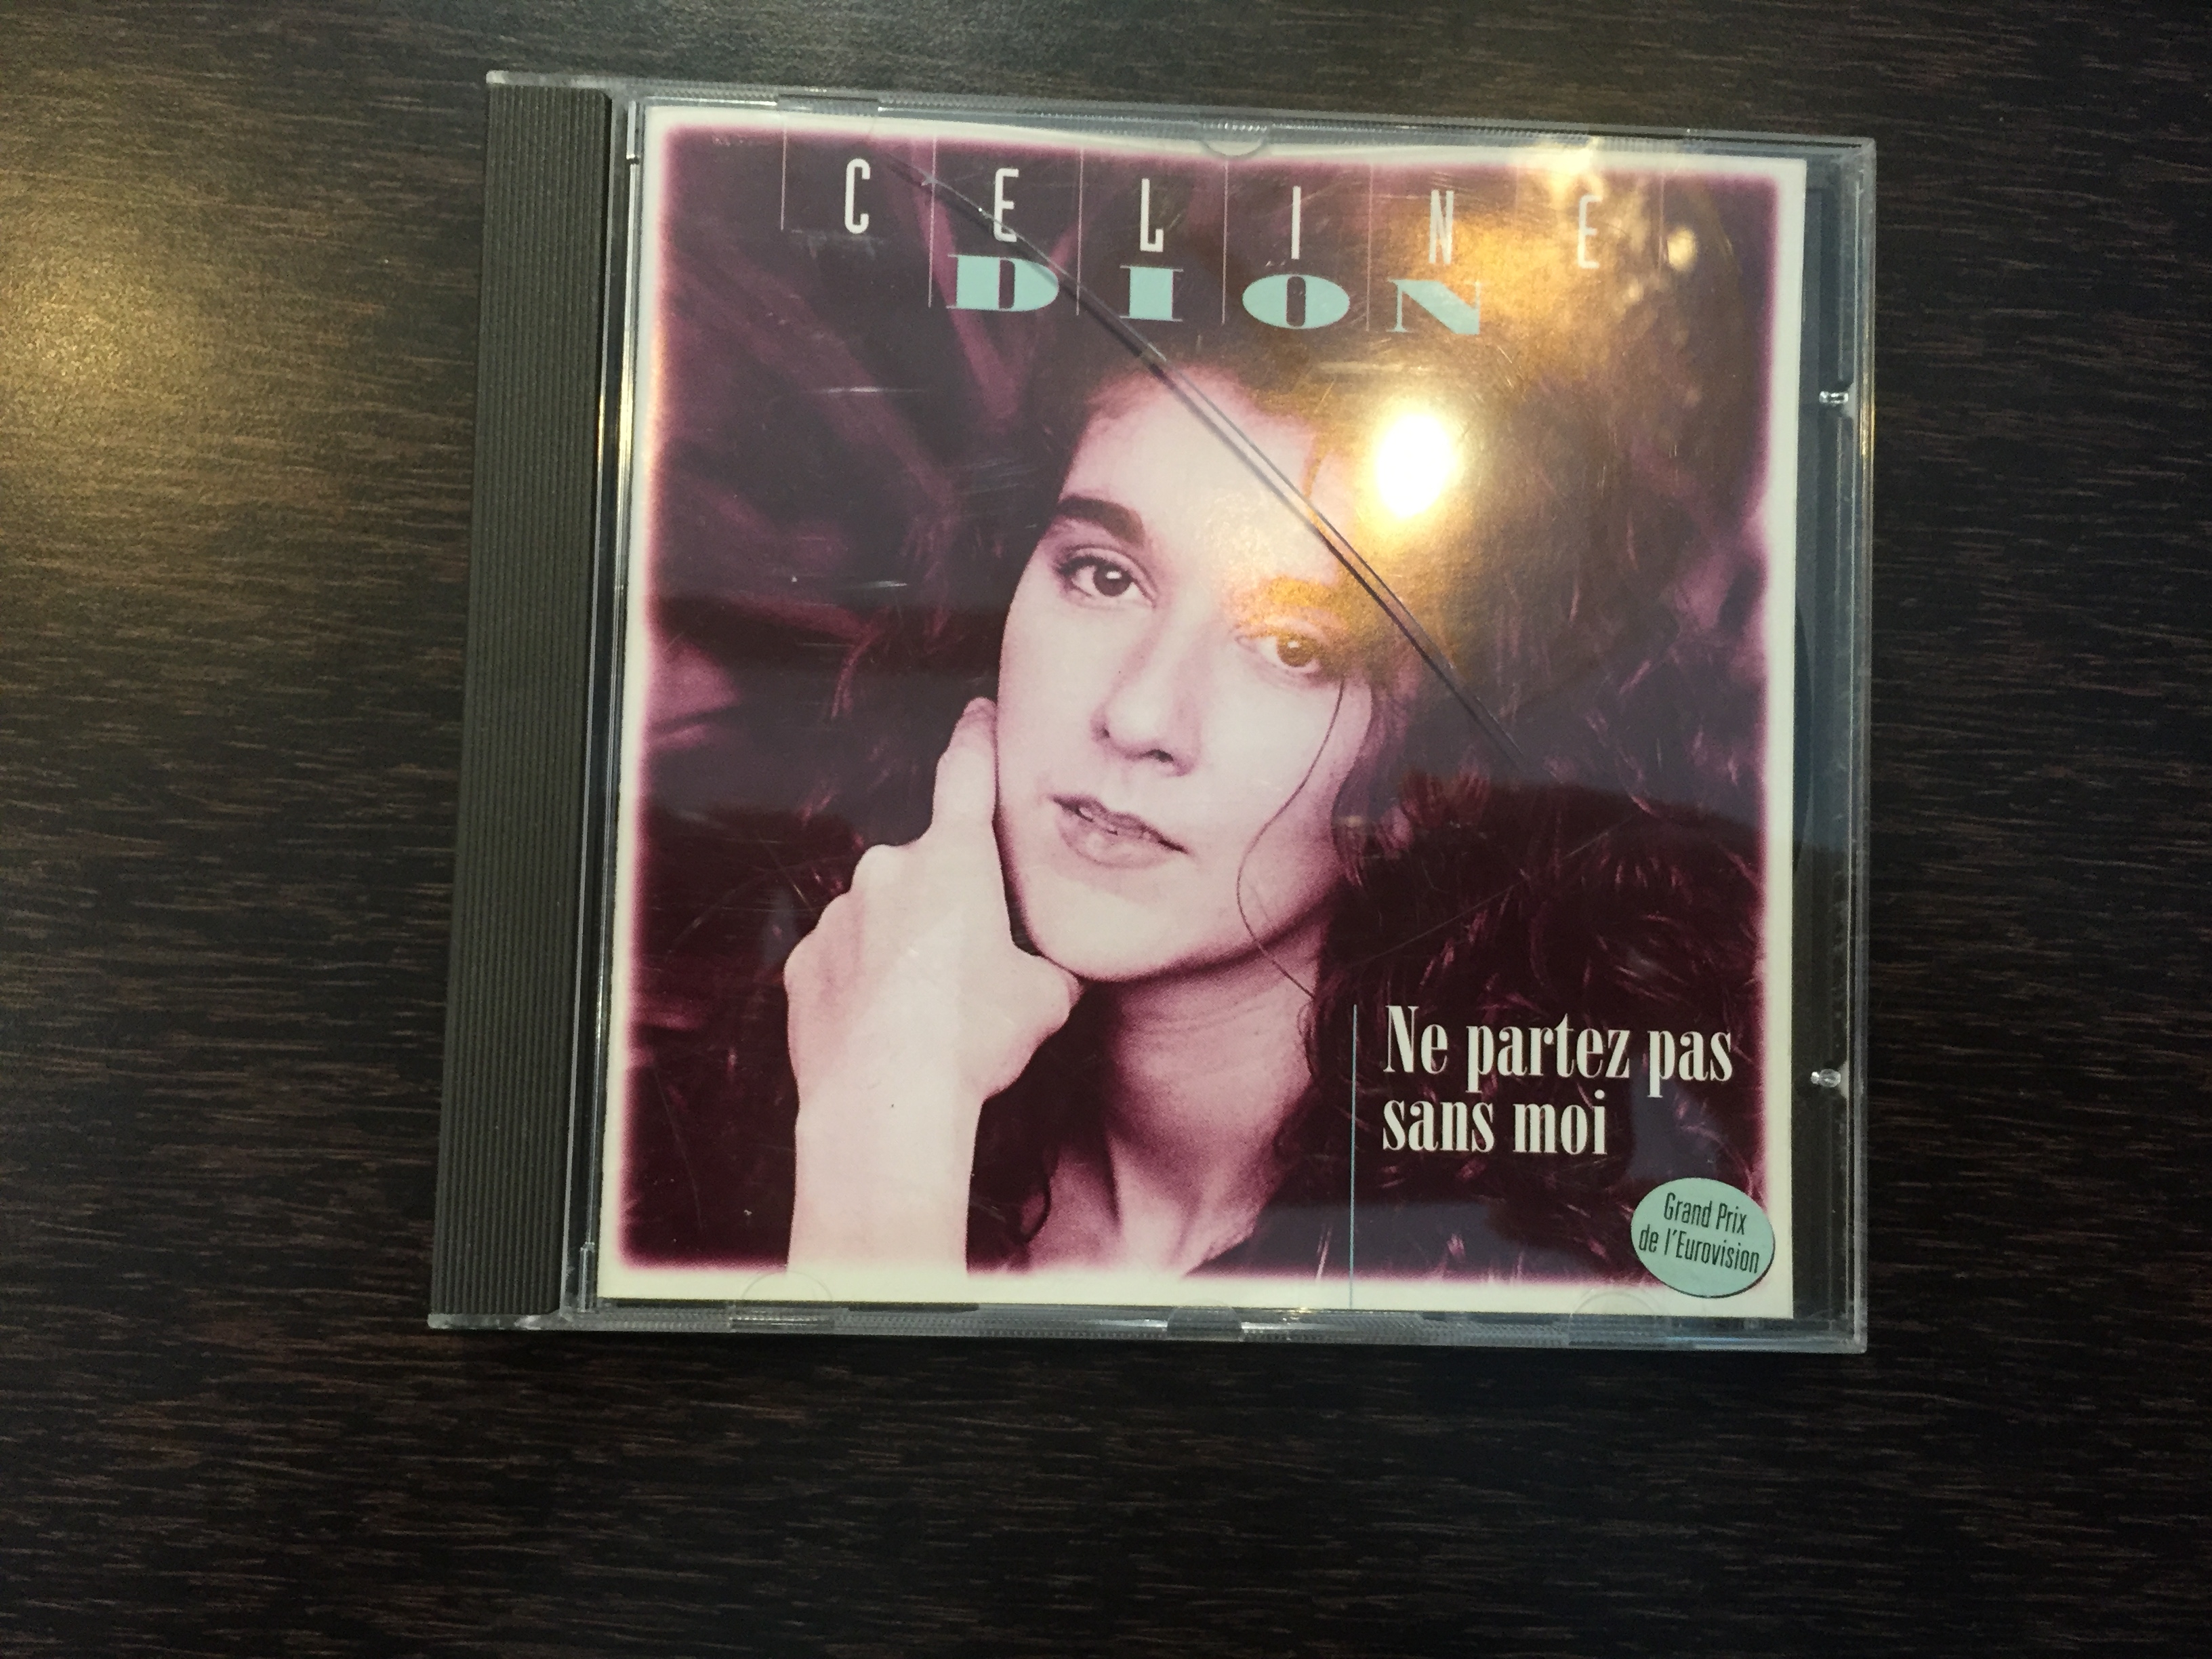 CELINE
DION
Ne partez pas
sans moi
Grand Prix
de l'Eurovision